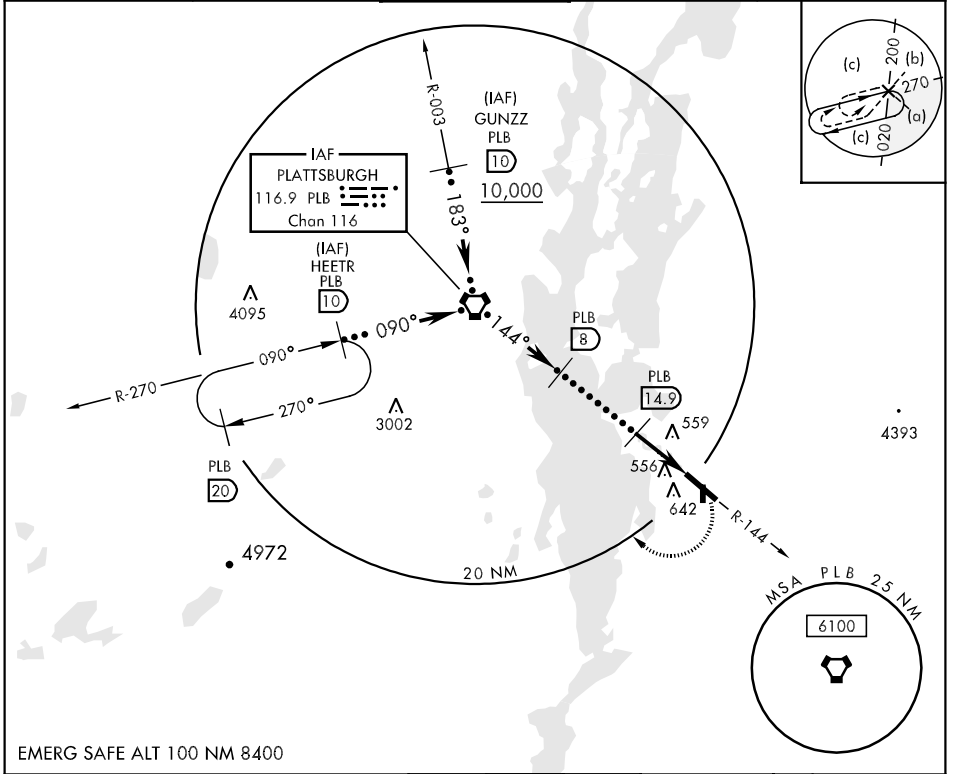 R-003
(IAF)
GUNZZ
PLB
10
10,000
183°
IAF
PLATTSBURGH
116.9 PLB
Chan 116
(IAF)
HEETR
PLB
10
4095
090°
090°
R-270
270°
PLB
20
3002
144°
PLB
8
PLB
14.9
559
556
642
4393
R-144
4972
20 NM
MSA PLB 25 NM
6100
EMERG SAFE ALT 100 NM 8400
200
(c)
(b)
270
(a)
(c)
020